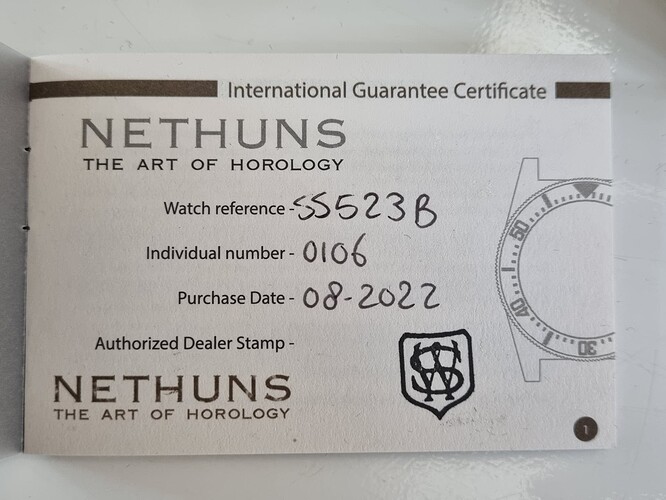 International Guarantee Certificate
NETHUNS
THE ART OF HOROLOGY
Watch reference - SS523B
Individual number - 0106
Purchase Date - 08-2022
Authorized Dealer Stamp -
NETHUNS
THE ART OF HOROLOGY
50
40
30
1